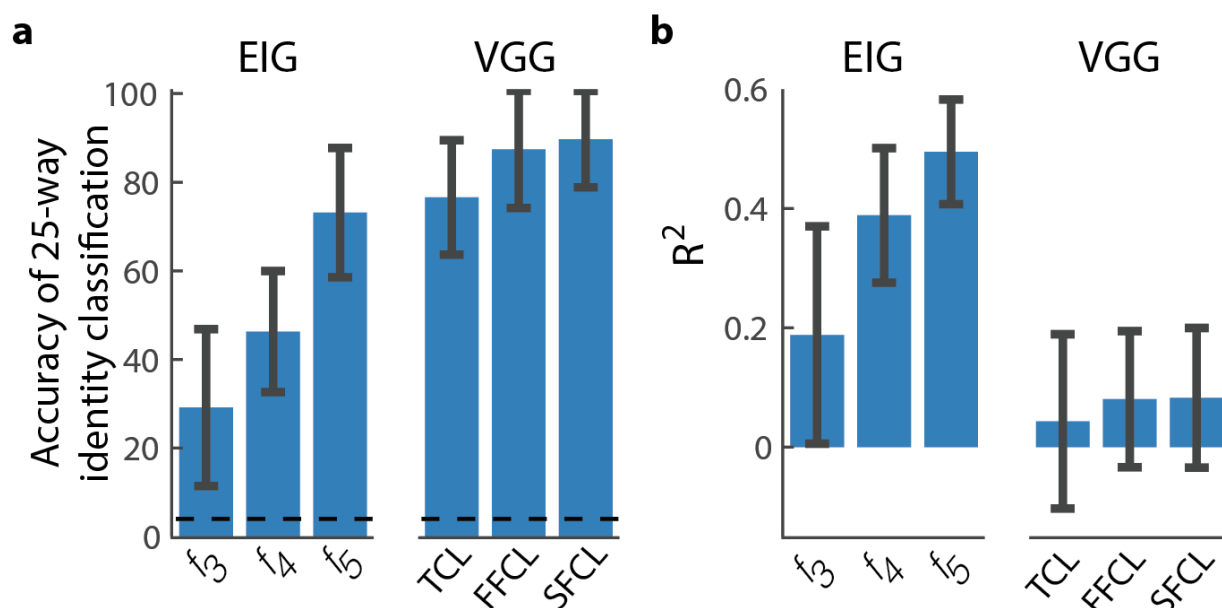 a
EIG
VGG
Accuracy of 25-way
identity classification
100
80
60
40
20
0
f3
f4
f5
TCL
FFCL
SFCL
b
EIG
VGG
R²
0.6
0.4
0.2
0
f3
f4
f5
TCL
FFCL
SFCL